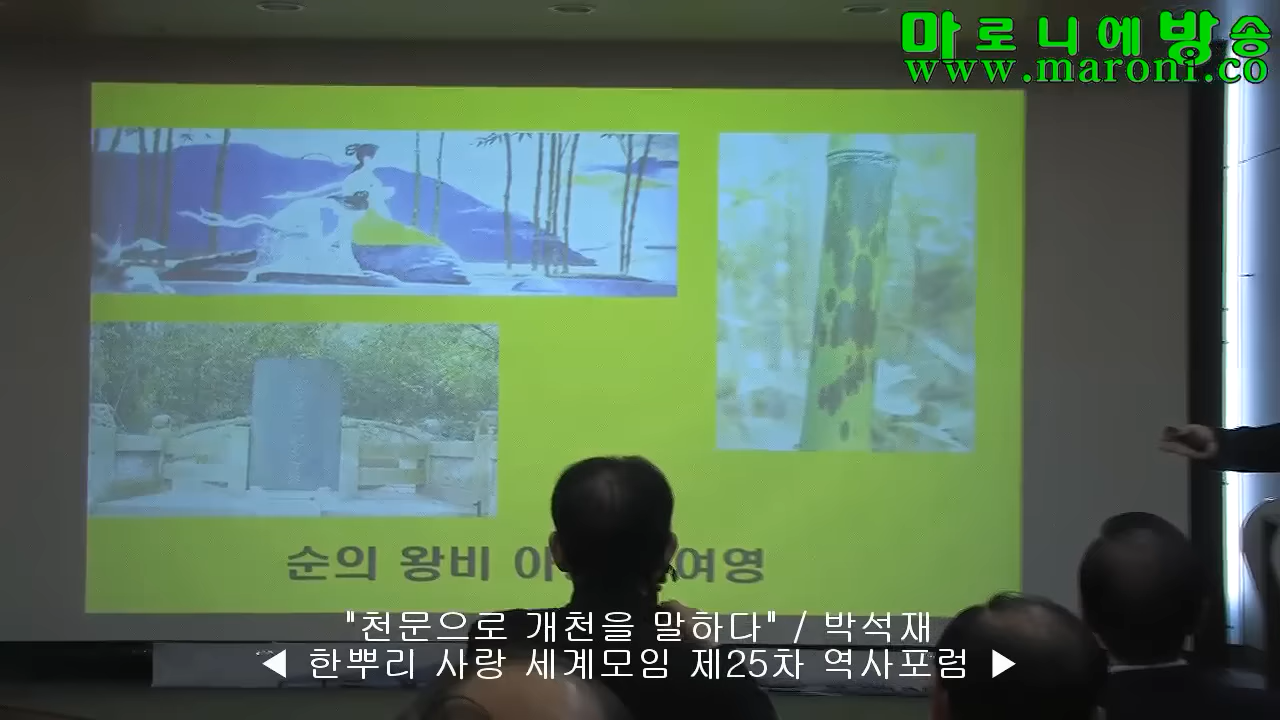 마로니에방송
www.maroni.co
순의 왕비 여영
"천문으로 개천을 말하다" / 박석재
◀ 한뿌리 사랑 세계모임 제25차 역사포럼 ▶